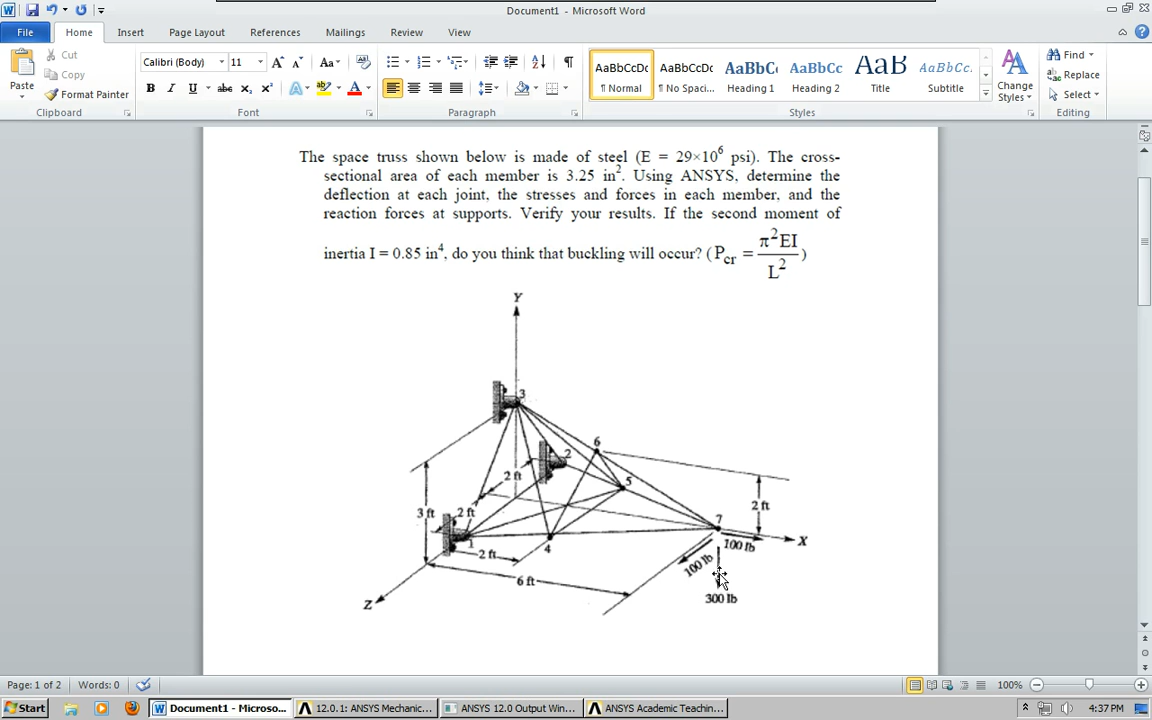 Document1 - Microsoft Word
File Home Insert Page Layout References Mailings Review View
Paste
Cut
Copy
Format Painter
Clipboard
Calibri (Body) 11
Font
Paragraph
AaBbCcDc AaBbCcDc AaBbC AaBbCc AaB AaBbCc.
¶ Normal ¶ No Spaci... Heading 1 Heading 2 Title Subtitle
Styles
Change
Styles
Find
Replace
Select
Editing
The space truss shown below is made of steel (E = 29×10⁶ psi). The cross-
sectional area of each member is 3.25 in². Using ANSYS, determine the
deflection at each joint, the stresses and forces in each member, and the
reaction forces at supports. Verify your results. If the second moment of
inertia I = 0.85 in⁴, do you think that buckling will occur? ( Pcr = π²EI / L² )
Y
3
6
2
5
2 ft
2 ft
3 ft
2 ft
7
1
4
2 ft
100 lb
X
100 lb
6 ft
300 lb
Z
Page: 1 of 2 Words: 0 100%
Start Document1 - Microso... 12.0.1: ANSYS Mechanic... ANSYS 12.0 Output Win... ANSYS Academic Teachin... 4:37 PM